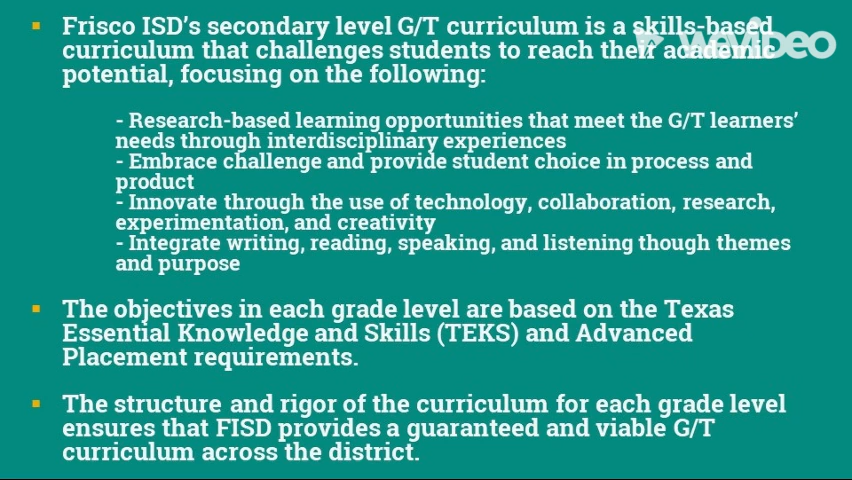 ▪ Frisco ISD’s secondary level G/T curriculum is a skills-based
curriculum that challenges students to reach their academic
potential, focusing on the following:
- Research-based learning opportunities that meet the G/T learners’
needs through interdisciplinary experiences
- Embrace challenge and provide student choice in process and
product
- Innovate through the use of technology, collaboration, research,
experimentation, and creativity
- Integrate writing, reading, speaking, and listening though themes
and purpose
▪ The objectives in each grade level are based on the Texas
Essential Knowledge and Skills (TEKS) and Advanced
Placement requirements.
▪ The structure and rigor of the curriculum for each grade level
ensures that FISD provides a guaranteed and viable G/T
curriculum across the district.
wevideo